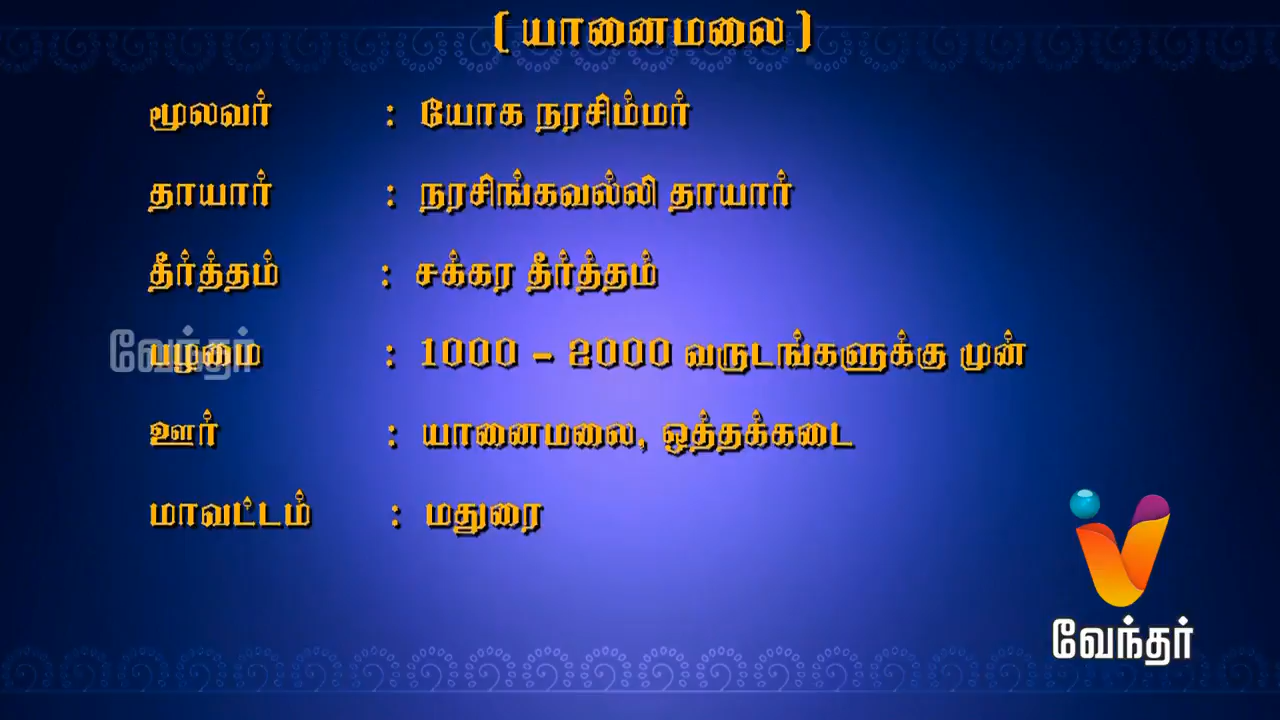 ( யானைமலை )
மூலவர் : யோக நரசிம்மர்
தாயார் : நரசிங்கவல்லி தாயார்
தீர்த்தம் : சக்கர தீர்த்தம்
பழமை : 1000 - 2000 வருடங்களுக்கு முன்
வேந்தர்
ஊர் : யானைமலை, ஒத்தக்கடை
மாவட்டம் : மதுரை
வேந்தர்